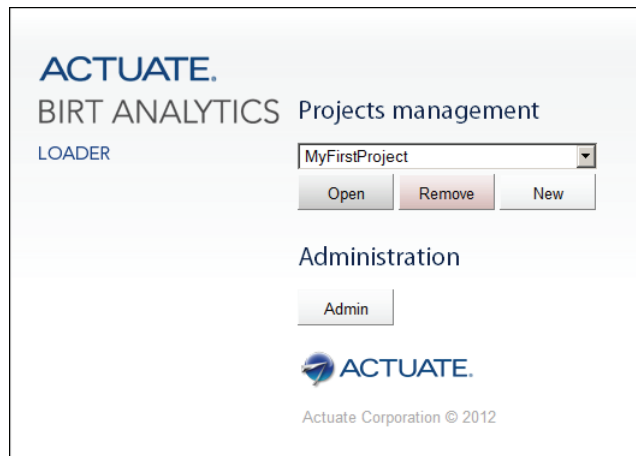 ACTUATE.
BIRT ANALYTICS
LOADER
Projects management
MyFirstProject
Open Remove New
Administration
Admin
ACTUATE.
Actuate Corporation © 2012